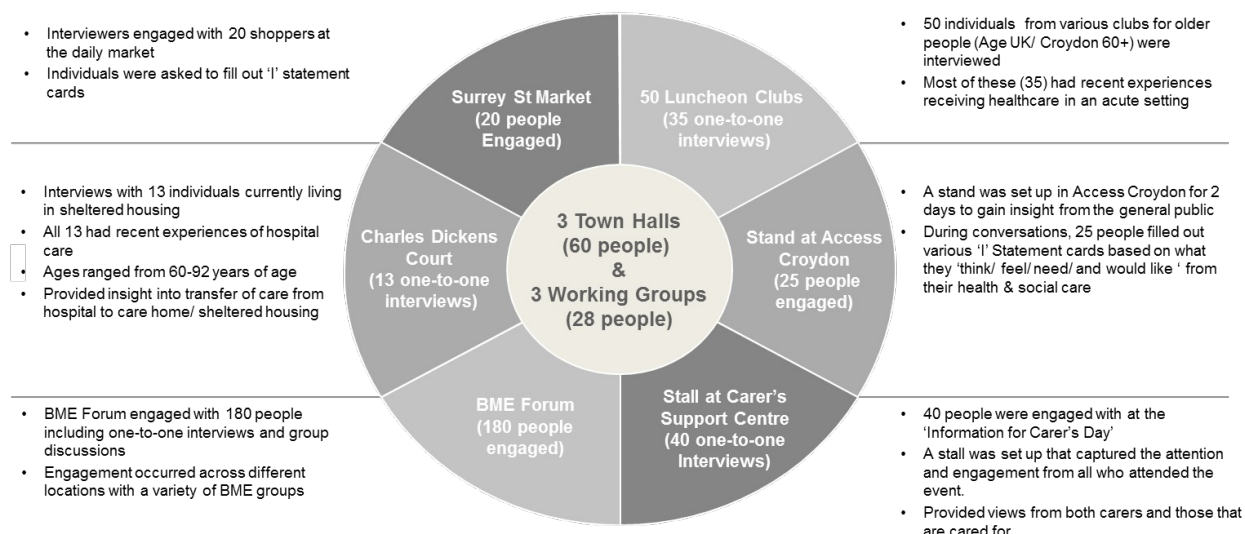 • Interviewers engaged with 20 shoppers at
the daily market
• Individuals were asked to fill out ‘I’ statement
cards
• Interviews with 13 individuals currently living
in sheltered housing
• All 13 had recent experiences of hospital
care
• Ages ranged from 60-92 years of age
• Provided insight into transfer of care from
hospital to care home/ sheltered housing
• BME Forum engaged with 180 people
including one-to-one interviews and group
discussions
• Engagement occurred across different
locations with a variety of BME groups
Surrey St Market
(20 people
Engaged)
50 Luncheon Clubs
(35 one-to-one
interviews)
Charles Dickens
Court
(13 one-to-one
interviews)
3 Town Halls
(60 people)
&
3 Working Groups
(28 people)
Stand at Access
Croydon
(25 people
engaged)
BME Forum
(180 people
engaged)
Stall at Carer’s
Support Centre
(40 one-to-one
Interviews)
• 50 individuals from various clubs for older
people (Age UK/ Croydon 60+) were
interviewed
• Most of these (35) had recent experiences
receiving healthcare in an acute setting
• A stand was set up in Access Croydon for 2
days to gain insight from the general public
• During conversations, 25 people filled out
various ‘I’ Statement cards based on what
they ‘think/ feel/ need/ and would like ‘ from
their health & social care
• 40 people were engaged with at the
‘Information for Carer’s Day’
• A stall was set up that captured the attention
and engagement from all who attended the
event.
• Provided views from both carers and those that
are cared for